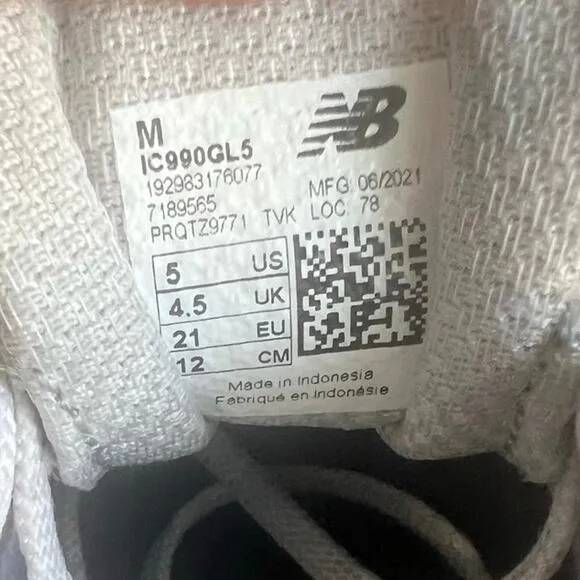 M
NB
IC990GL5
192983176077
7189565
MFG 06/2021
PRQTZ9771 TVK LOC. 78
5 US
4.5 UK
21 EU
12 CM
Made in Indonesia
Fabriqué en Indonésie